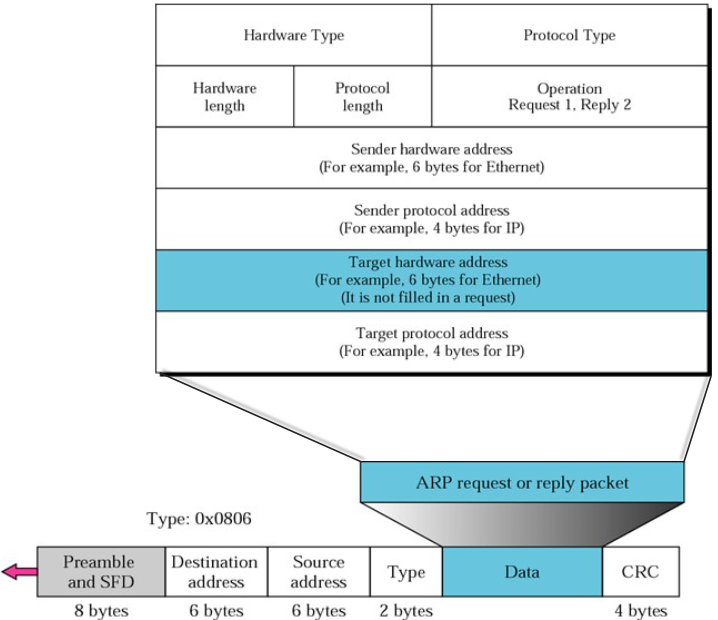 Hardware Type
Protocol Type
Hardware
length
Protocol
length
Operation
Request 1, Reply 2
Sender hardware address
(For example, 6 bytes for Ethernet)
Sender protocol address
(For example, 4 bytes for IP)
Target hardware address
(For example, 6 bytes for Ethernet)
(It is not filled in a request)
Target protocol address
(For example, 4 bytes for IP)
ARP request or reply packet
Type: 0x0806
Preamble
and SFD
Destination
address
Source
address
Type
Data
CRC
8 bytes
6 bytes
6 bytes
2 bytes
4 bytes